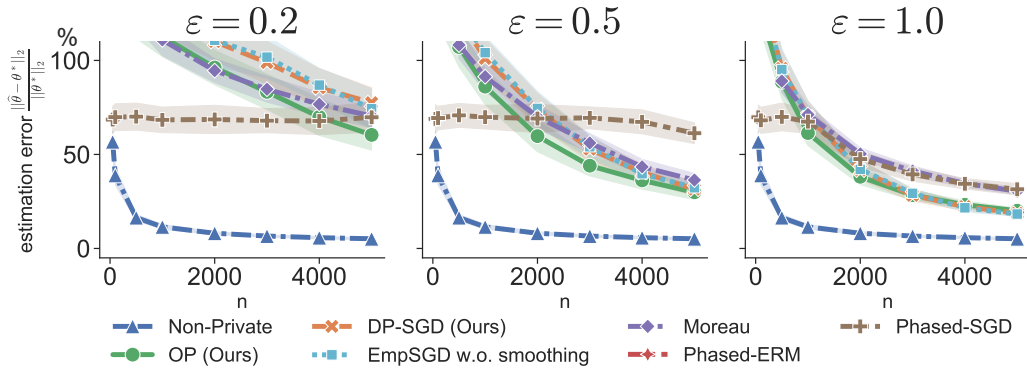 ε = 0.2 ε = 0.5 ε = 1.0
%
estimation error ||θ̂ − θ*||₂ / ||θ*||₂
100
50
0
0 2000 4000 0 2000 4000 0 2000 4000
n n n
Non-Private DP-SGD (Ours) Moreau Phased-SGD
OP (Ours) EmpSGD w.o. smoothing Phased-ERM